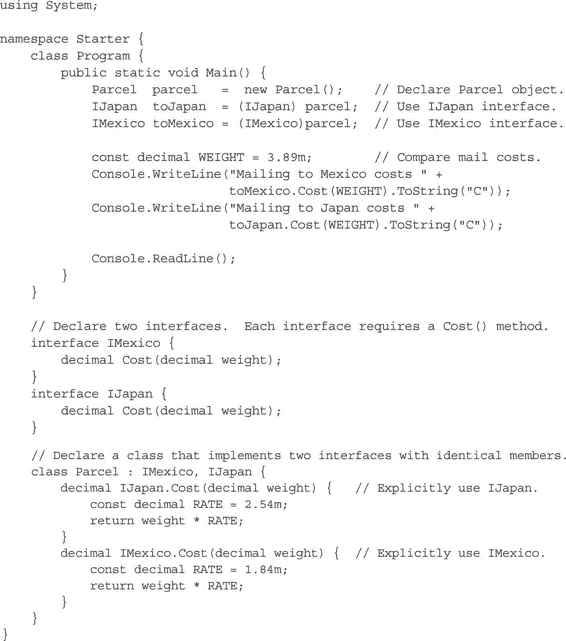 using System;
namespace Starter {
    class Program {
        public static void Main() {
            Parcel  parcel   =  new Parcel();    // Declare Parcel object.
            IJapan  toJapan  = (IJapan) parcel;  // Use IJapan interface.
            IMexico toMexico = (IMexico)parcel;  // Use IMexico interface.
            const decimal WEIGHT = 3.89m;        // Compare mail costs.
            Console.WriteLine("Mailing to Mexico costs " +
                              toMexico.Cost(WEIGHT).ToString("C"));
            Console.WriteLine("Mailing to Japan costs " +
                              toJapan.Cost(WEIGHT).ToString("C"));
            Console.ReadLine();
        }
    }
    // Declare two interfaces.  Each interface requires a Cost() method.
    interface IMexico {
        decimal Cost(decimal weight);
    }
    interface IJapan {
        decimal Cost(decimal weight);
    }
    // Declare a class that implements two interfaces with identical members.
    class Parcel : IMexico, IJapan {
        decimal IJapan.Cost(decimal weight) {   // Explicitly use IJapan.
            const decimal RATE = 2.54m;
            return weight * RATE;
        }
        decimal IMexico.Cost(decimal weight) {  // Explicitly use IMexico.
            const decimal RATE = 1.84m;
            return weight * RATE;
        }
    }
}